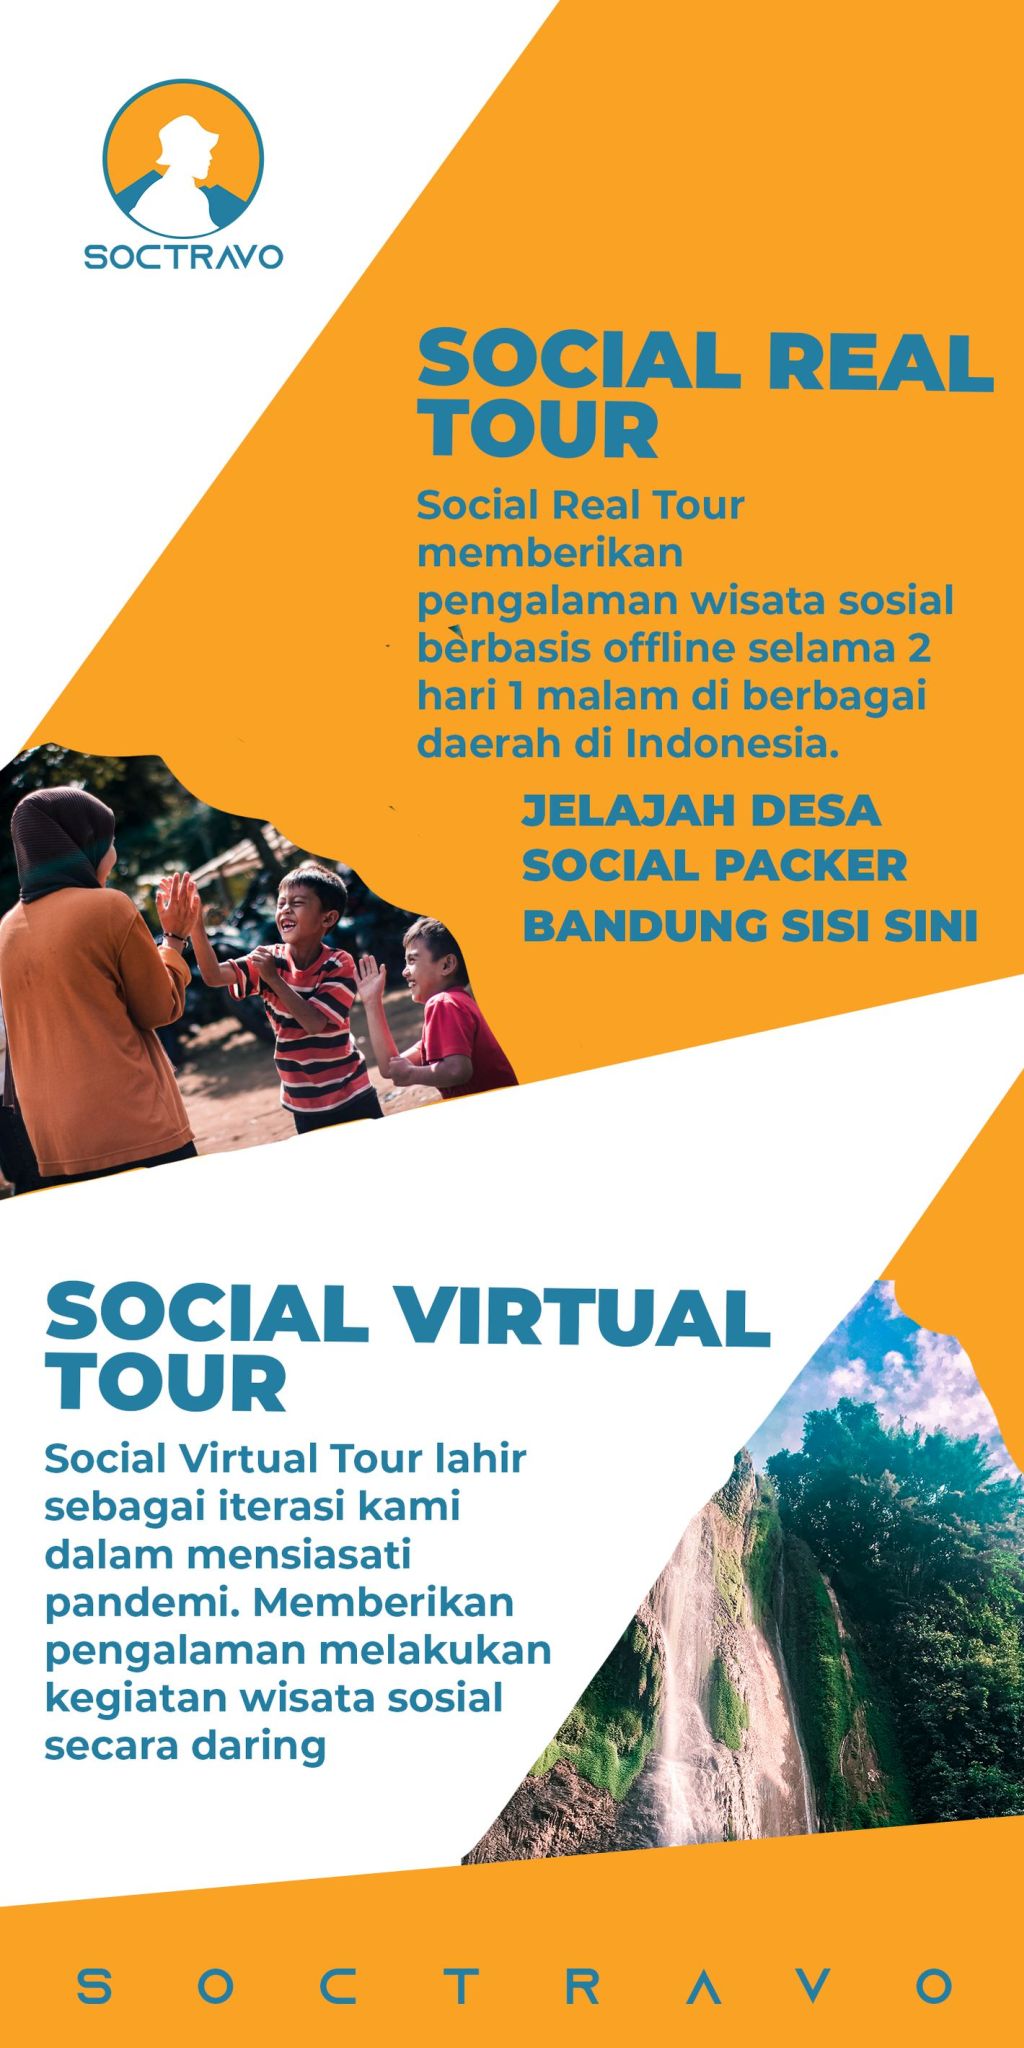 SOCTRAVO
SOCIAL REAL
TOUR
Social Real Tour
memberikan
pengalaman wisata sosial
berbasis offline selama 2
hari 1 malam di berbagai
daerah di Indonesia.
JELAJAH DESA
SOCIAL PACKER
BANDUNG SISI SINI
SOCIAL VIRTUAL
TOUR
Social Virtual Tour lahir
sebagai iterasi kami
dalam mensiasati
pandemi. Memberikan
pengalaman melakukan
kegiatan wisata sosial
secara daring
SOCTRAVO